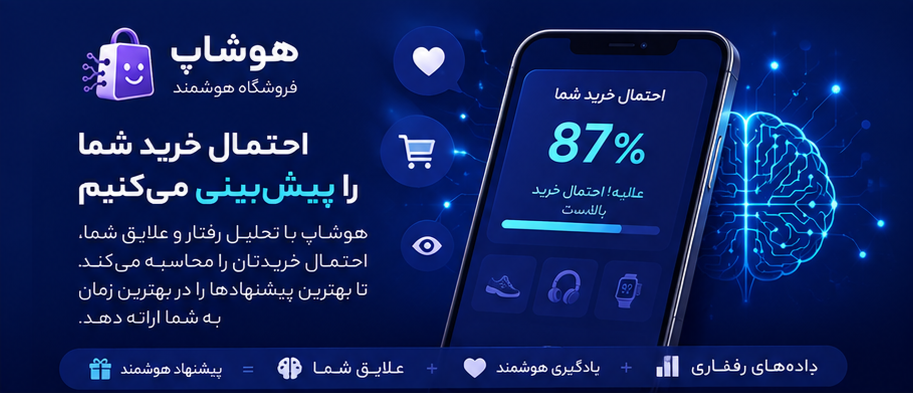 هوشاپ
فروشگاه هوشمند
احتمال خرید شما
را پیش‌بینی می‌کنیم
هوشاپ با تحلیل رفتار و علایق شما،
احتمال خریدتان را محاسبه می‌کند.
تا بهترین پیشنهادها را در بهترین زمان
به شما ارائه دهد.
احتمال خرید شما
87%
عالیه! احتمال خرید
بالاست
داده‌های رفتاری + یادگیری هوشمند + علایق شما = پیشنهاد هوشمند